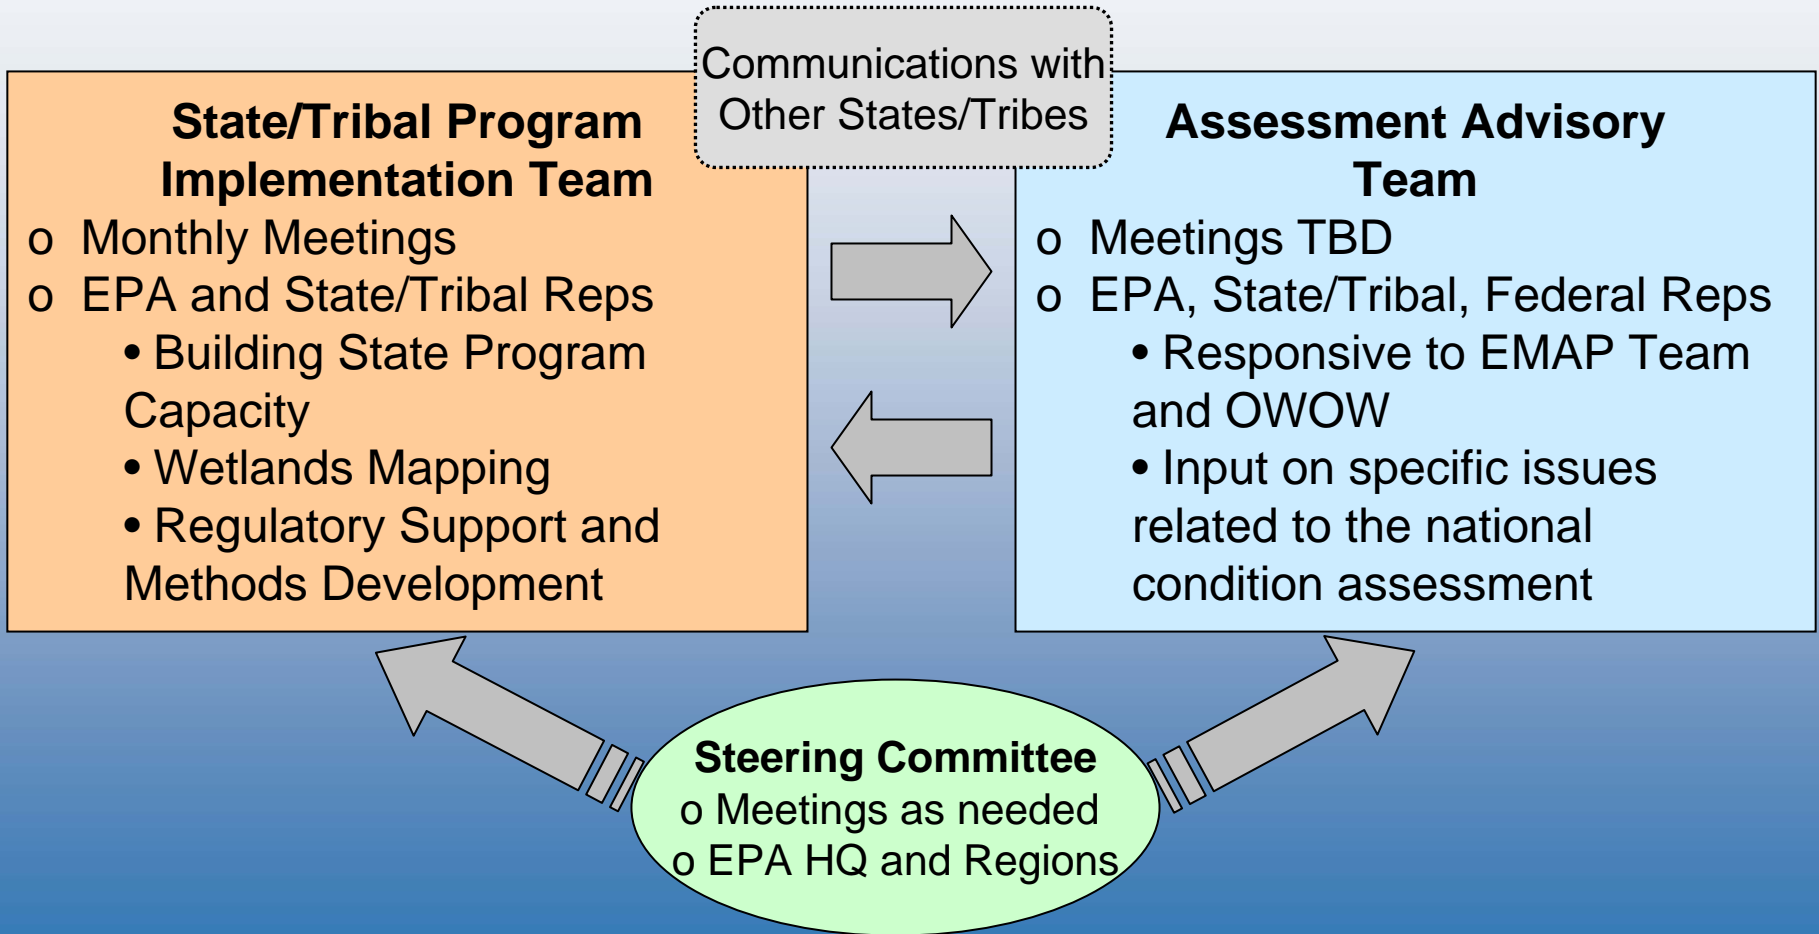 Communications with
Other States/Tribes
State/Tribal Program
Implementation Team
o Monthly Meetings
o EPA and State/Tribal Reps
• Building State Program
Capacity
• Wetlands Mapping
• Regulatory Support and
Methods Development
Assessment Advisory
Team
o Meetings TBD
o EPA, State/Tribal, Federal Reps
• Responsive to EMAP Team
and OWOW
• Input on specific issues
related to the national
condition assessment
Steering Committee
o Meetings as needed
o EPA HQ and Regions